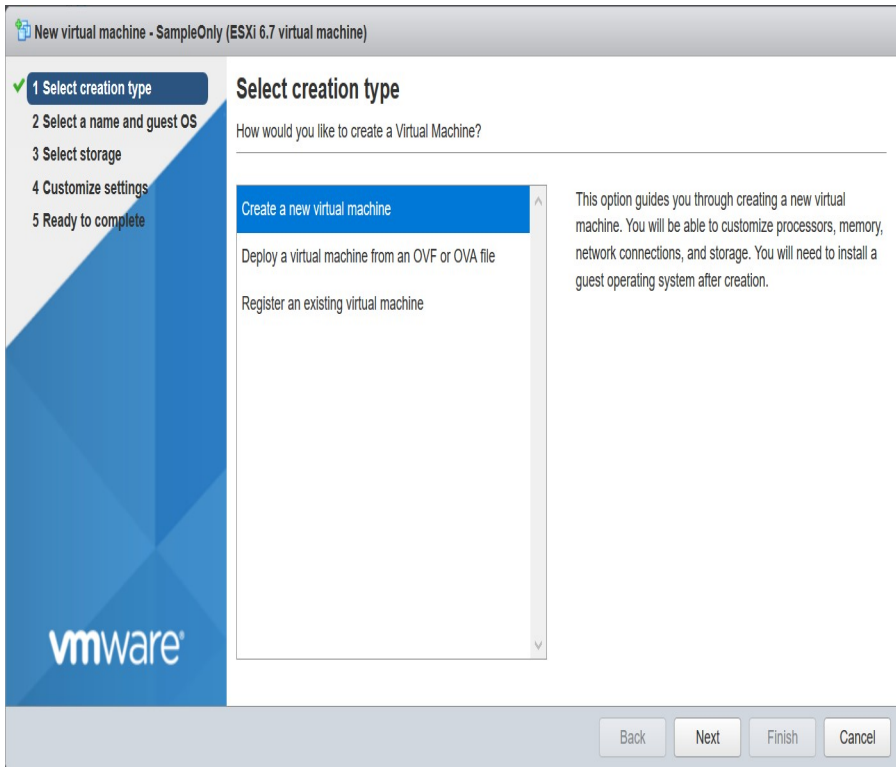 New virtual machine - SampleOnly (ESXi 6.7 virtual machine)
1 Select creation type
2 Select a name and guest OS
3 Select storage
4 Customize settings
5 Ready to complete
Select creation type
How would you like to create a Virtual Machine?
Create a new virtual machine
Deploy a virtual machine from an OVF or OVA file
Register an existing virtual machine
This option guides you through creating a new virtual
machine. You will be able to customize processors, memory,
network connections, and storage. You will need to install a
guest operating system after creation.
vmware®
Back
Next
Finish
Cancel